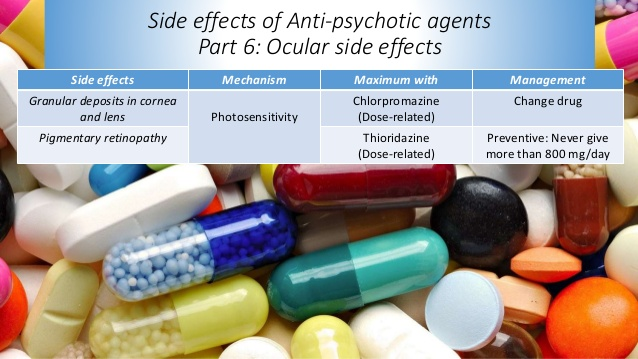 Side effects of Anti-psychotic agents
Part 6: Ocular side effects
Side effects Mechanism Maximum with Management
Granular deposits in cornea
and lens
Photosensitivity
Chlorpromazine
(Dose-related)
Change drug
Pigmentary retinopathy
Thioridazine
(Dose-related)
Preventive: Never give
more than 800 mg/day